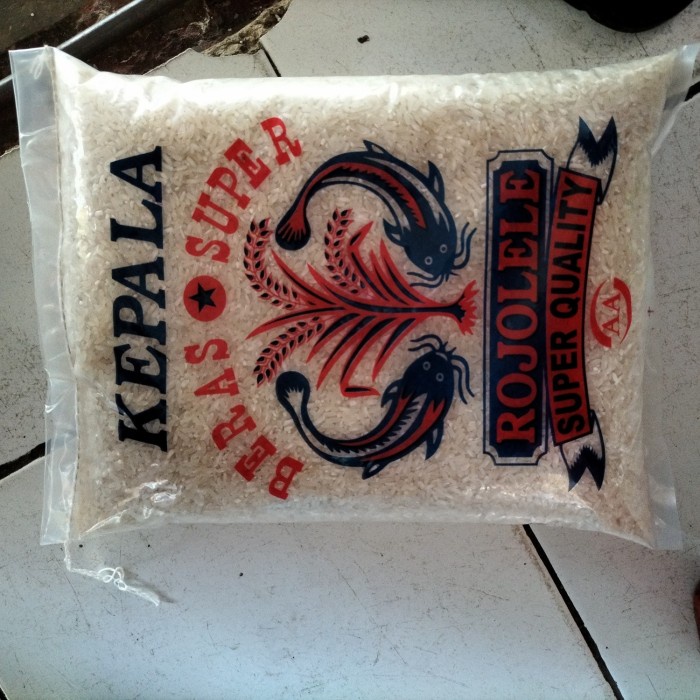 KEPALA
BERAS ★ SUPER
ROJOLELE
SUPER QUALITY
AA